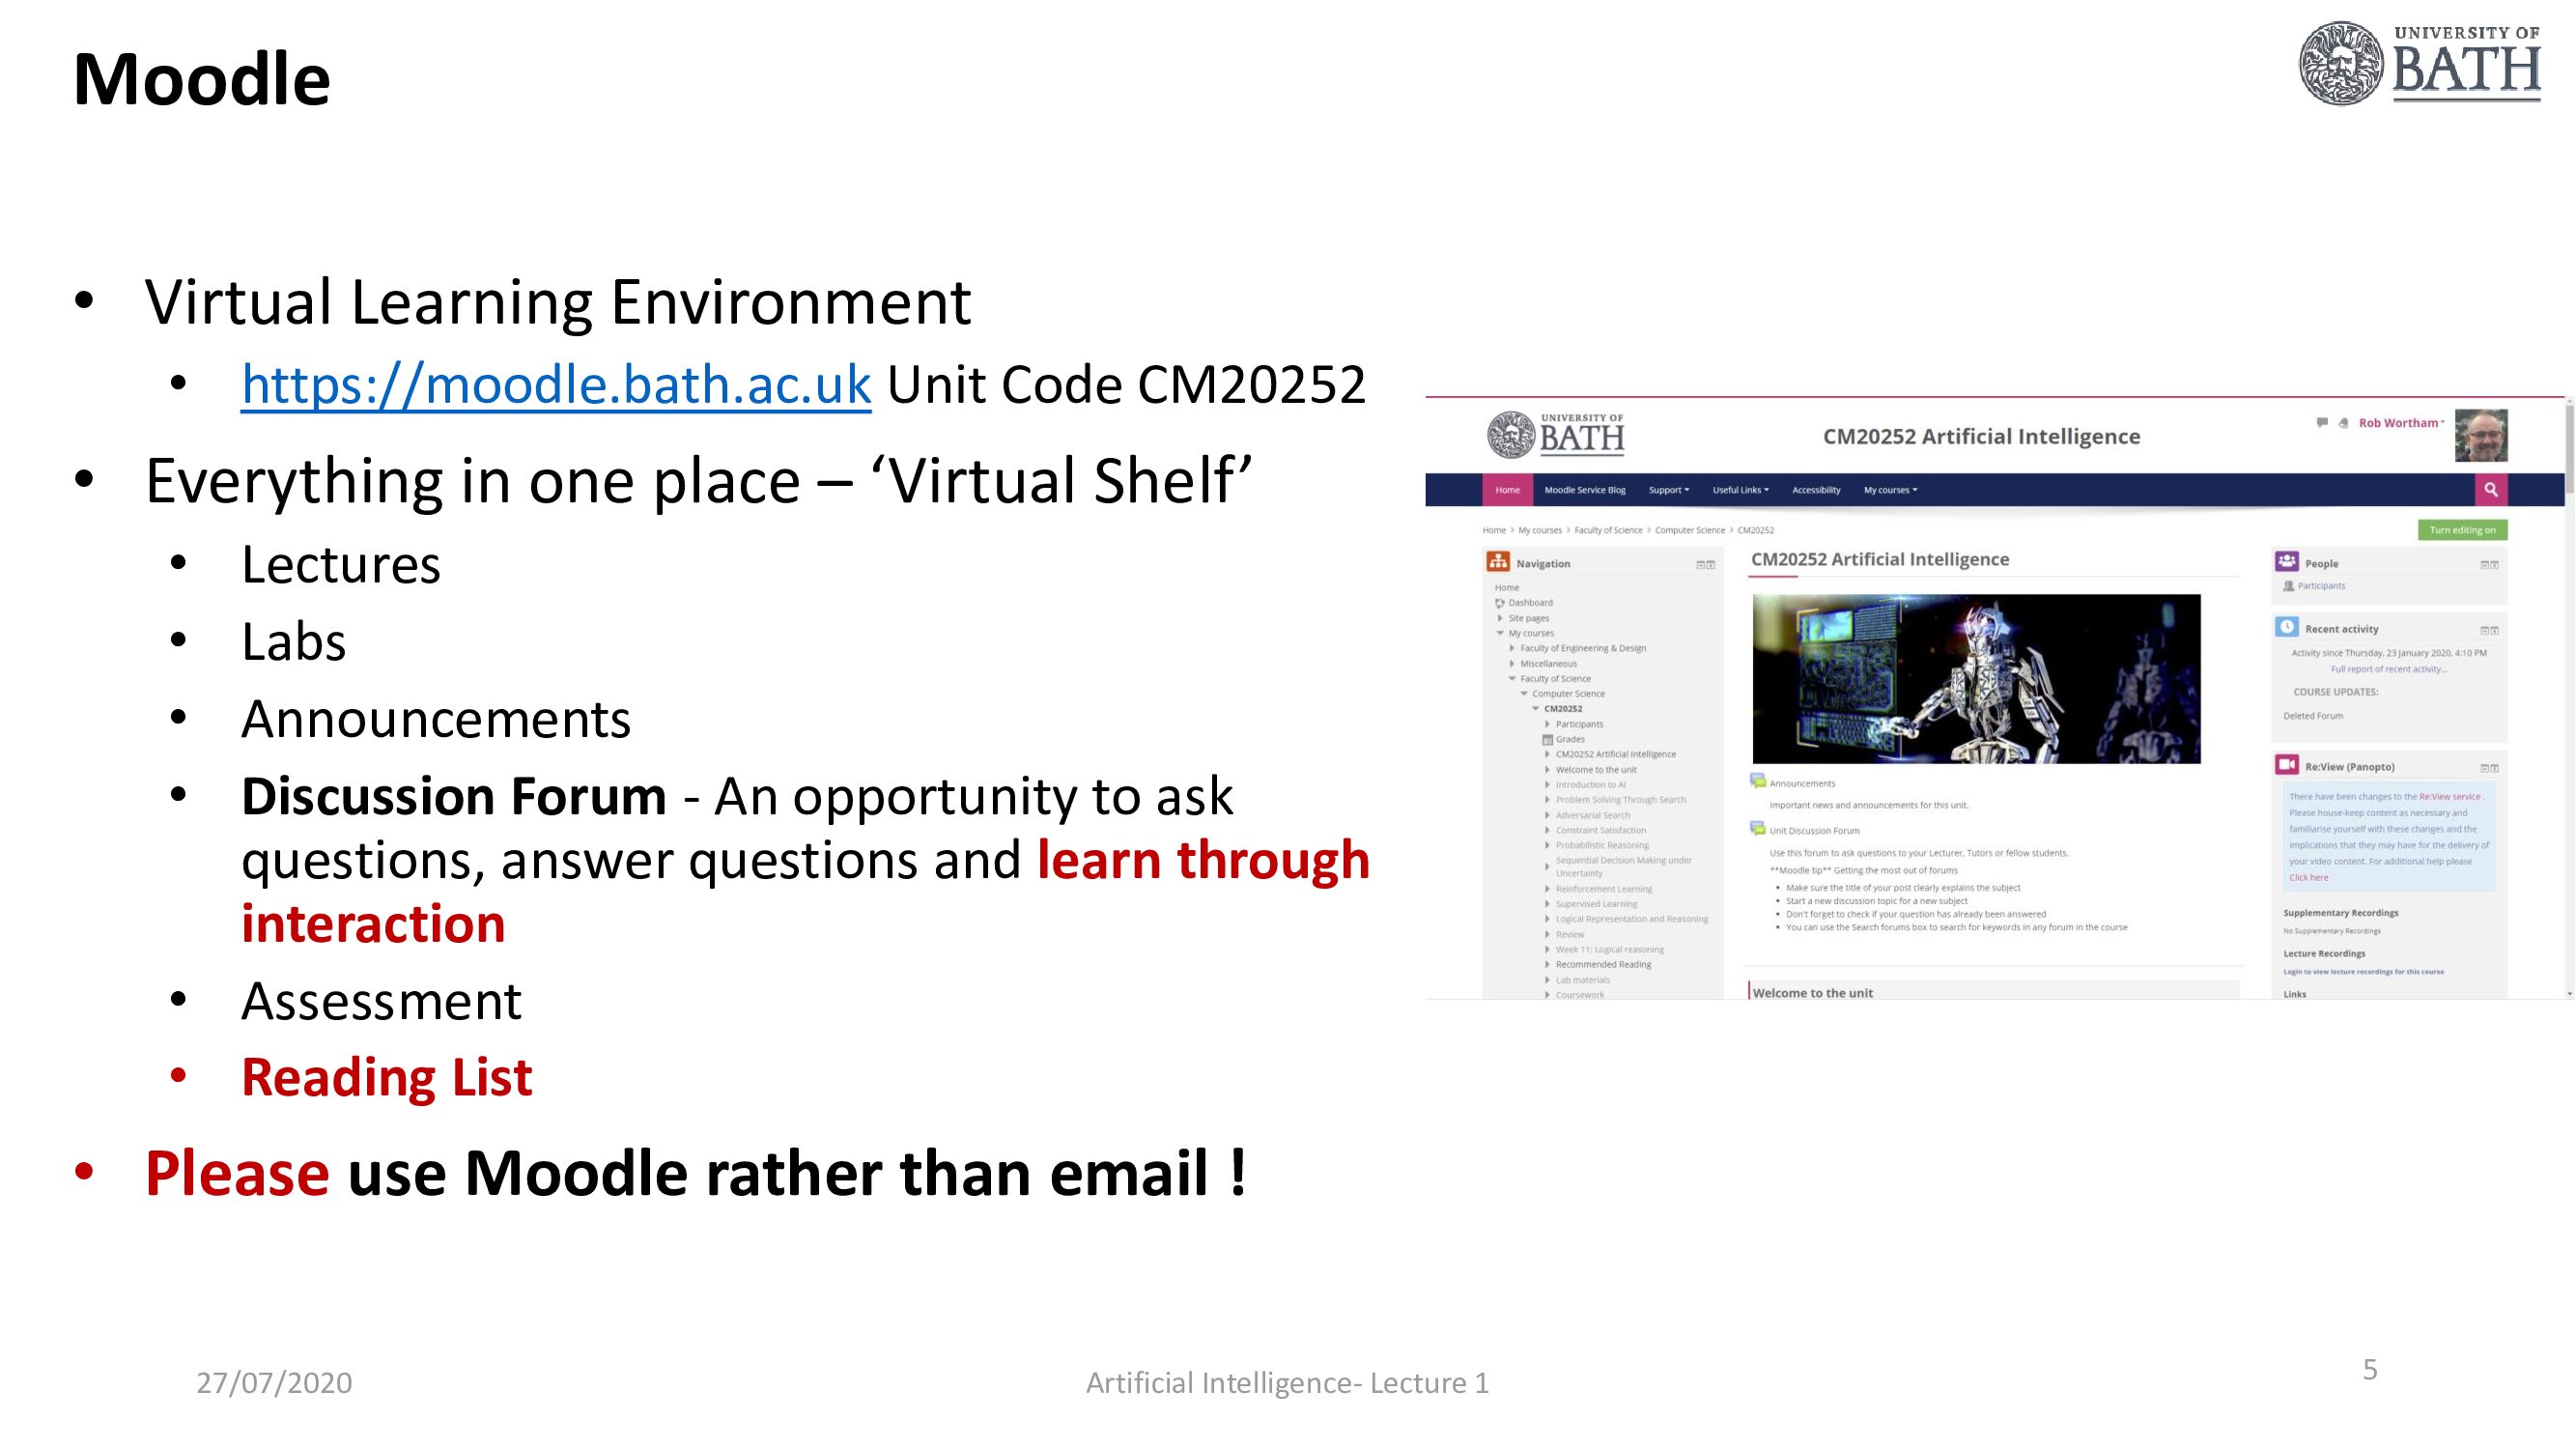 Moodle
UNIVERSITY OF
BATH
• Virtual Learning Environment
• https://moodle.bath.ac.uk Unit Code CM20252
• Everything in one place – ‘Virtual Shelf’
• Lectures
• Labs
• Announcements
• Discussion Forum - An opportunity to ask
questions, answer questions and learn through
interaction
• Assessment
• Reading List
• Please use Moodle rather than email !
UNIVERSITY OF
BATH
CM20252 Artificial Intelligence
Rob Wortham
Home Moodle Service Blog Support Useful Links Accessibility My courses
Home > My courses > Faculty of Science > Computer Science > CM20252
Turn editing on
Navigation
Home
Dashboard
Site pages
My courses
Faculty of Engineering & Design
Miscellaneous
Faculty of Science
Computer Science
CM20252
Participants
Grades
CM20252 Artificial Intelligence
Welcome to the unit
Introduction to AI
Problem Solving Through Search
Adversarial Search
Constraint Satisfaction
Probabilistic Reasoning
Sequential Decision Making under
Uncertainty
Reinforcement Learning
Supervised Learning
Logical Representation and Reasoning
Review
Week 11: Logical reasoning
Recommended Reading
Lab materials
Coursework
CM20252 Artificial Intelligence
Announcements
Important news and announcements for this unit.
Unit Discussion Forum
Use this forum to ask questions to your Lecturer, Tutors or fellow students.
**Moodle tip** Getting the most out of forums
• Make sure the title of your post clearly explains the subject
• Start a new discussion topic for a new subject
• Don't forget to check if your question has already been answered
• You can use the Search forums box to search for keywords in any forum in the course
Welcome to the unit
People
Participants
Recent activity
Activity since Thursday, 23 January 2020, 4:10 PM
Full report of recent activity...
COURSE UPDATES:
Deleted Forum
Re:View (Panopto)
There have been changes to the Re:View service .
Please house-keep content as necessary and
familiarise yourself with these changes and the
implications that they may have for the delivery of
your video content. For additional help please
Click here
Supplementary Recordings
No Supplementary Recordings
Lecture Recordings
Login to view lecture recordings for this course
Links
27/07/2020
Artificial Intelligence- Lecture 1
5